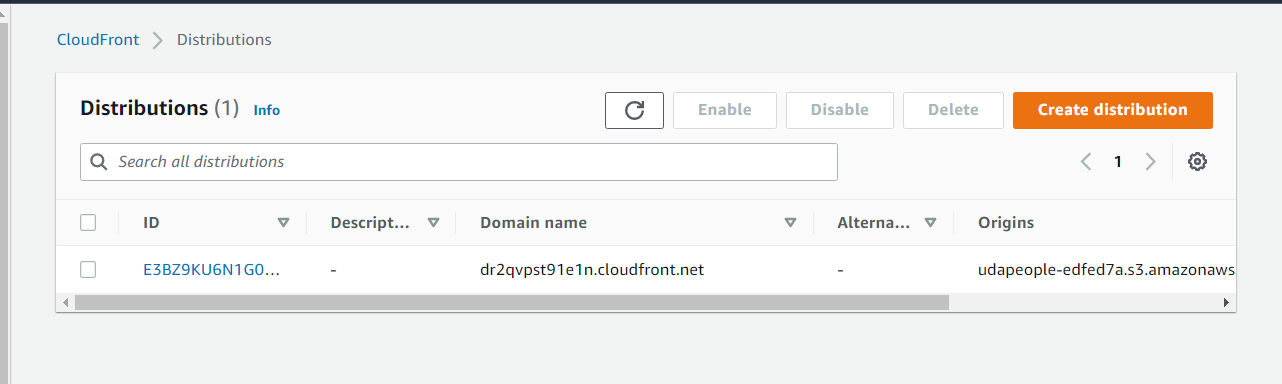 CloudFront Distributions
Distributions (1) Info Enable Disable Delete Create distribution
Search all distributions 1
ID Descript... Domain name Alterna... Origins
E3BZ9KU6N1G0... - dr2qvpst91e1n.cloudfront.net - udapeople-edfed7a.s3.amazonaws